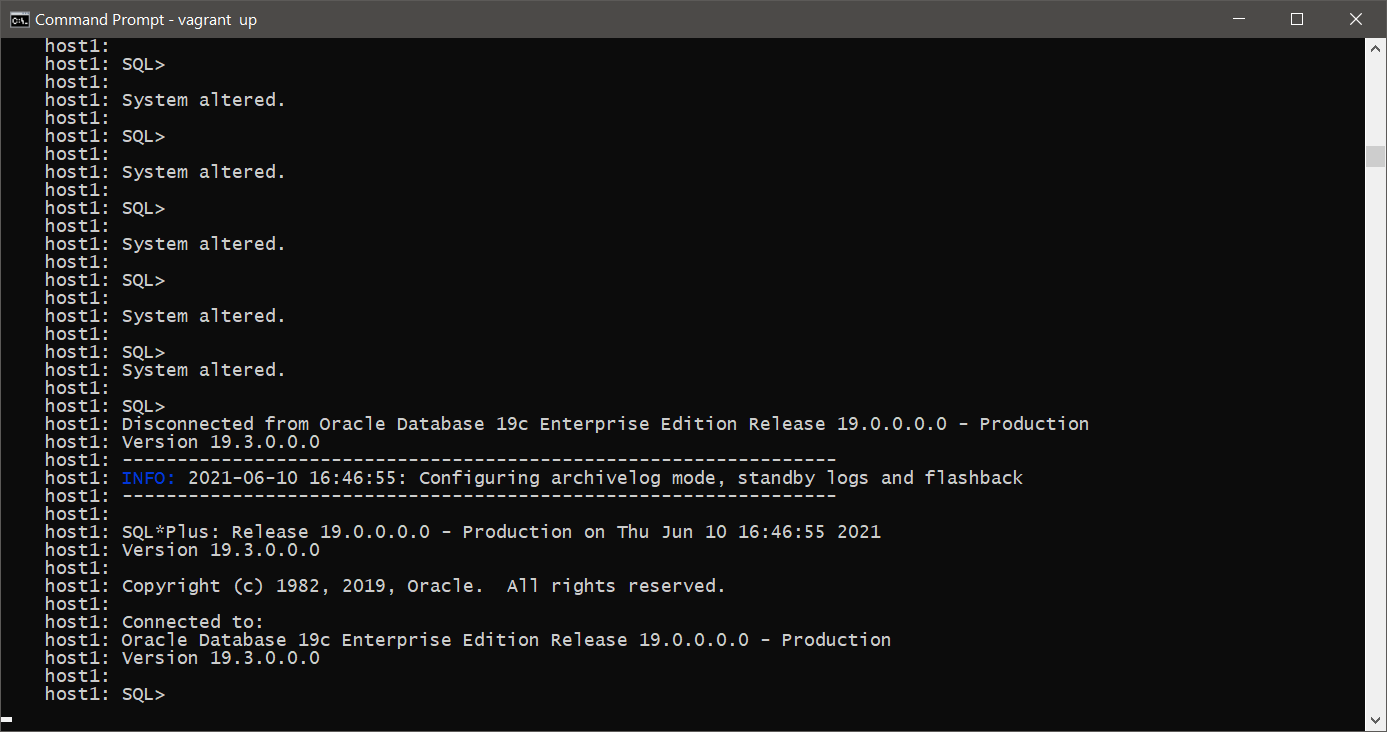 Command Prompt - vagrant  up
host1:
host1: SQL>
host1:
host1: System altered.
host1:
host1: SQL>
host1:
host1: System altered.
host1:
host1: SQL>
host1:
host1: System altered.
host1:
host1: SQL>
host1:
host1: System altered.
host1:
host1: SQL>
host1: System altered.
host1:
host1: SQL>
host1: Disconnected from Oracle Database 19c Enterprise Edition Release 19.0.0.0.0 - Production
host1: Version 19.3.0.0.0
host1: -----------------------------------------------------------------
host1: INFO: 2021-06-10 16:46:55: Configuring archivelog mode, standby logs and flashback
host1: -----------------------------------------------------------------
host1:
host1: SQL*Plus: Release 19.0.0.0.0 - Production on Thu Jun 10 16:46:55 2021
host1: Version 19.3.0.0.0
host1:
host1: Copyright (c) 1982, 2019, Oracle.  All rights reserved.
host1:
host1: Connected to:
host1: Oracle Database 19c Enterprise Edition Release 19.0.0.0.0 - Production
host1: Version 19.3.0.0.0
host1:
host1: SQL>